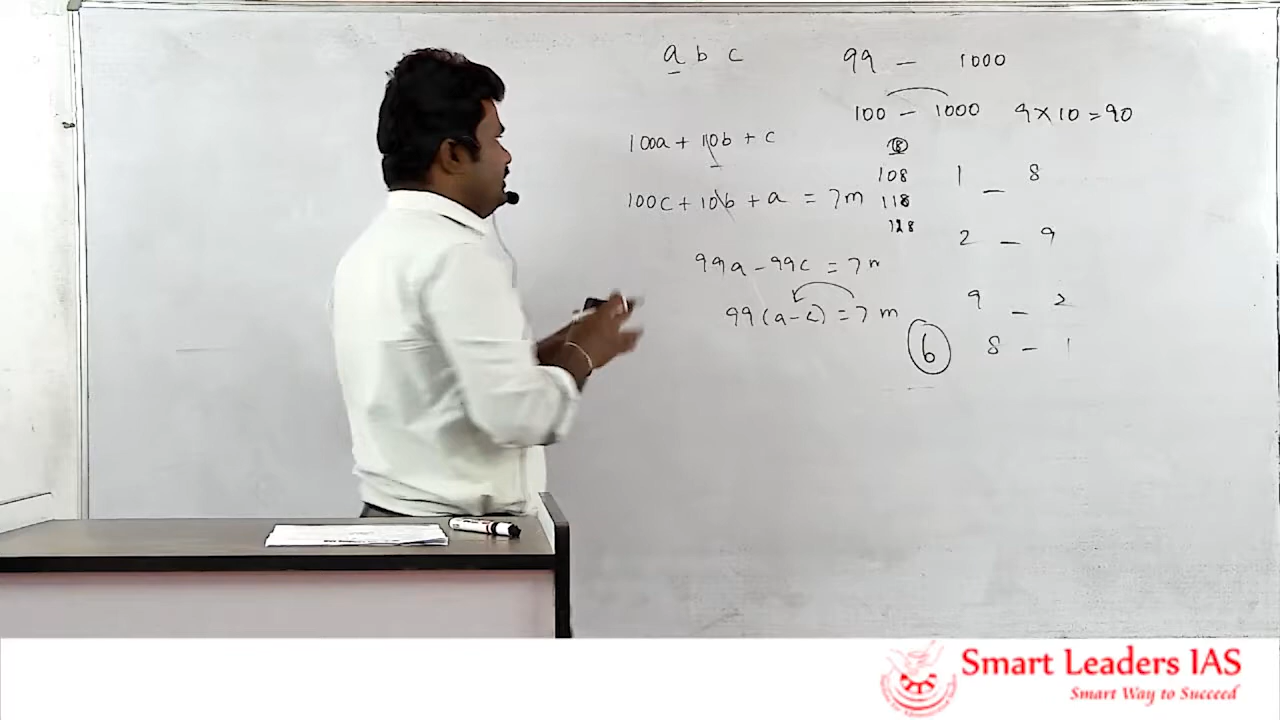 a b c
100a + 10b + c
100c + 10b + a = 7m
99a - 99c = 7m
99(a-c) = 7m
99 - 1000
100 - 1000 9 x 10 = 90
108
118
128
1 _ 8
2 _ 9
9 _ 2
8 - 1
6
Smart Leaders IAS
Smart Way to Succeed